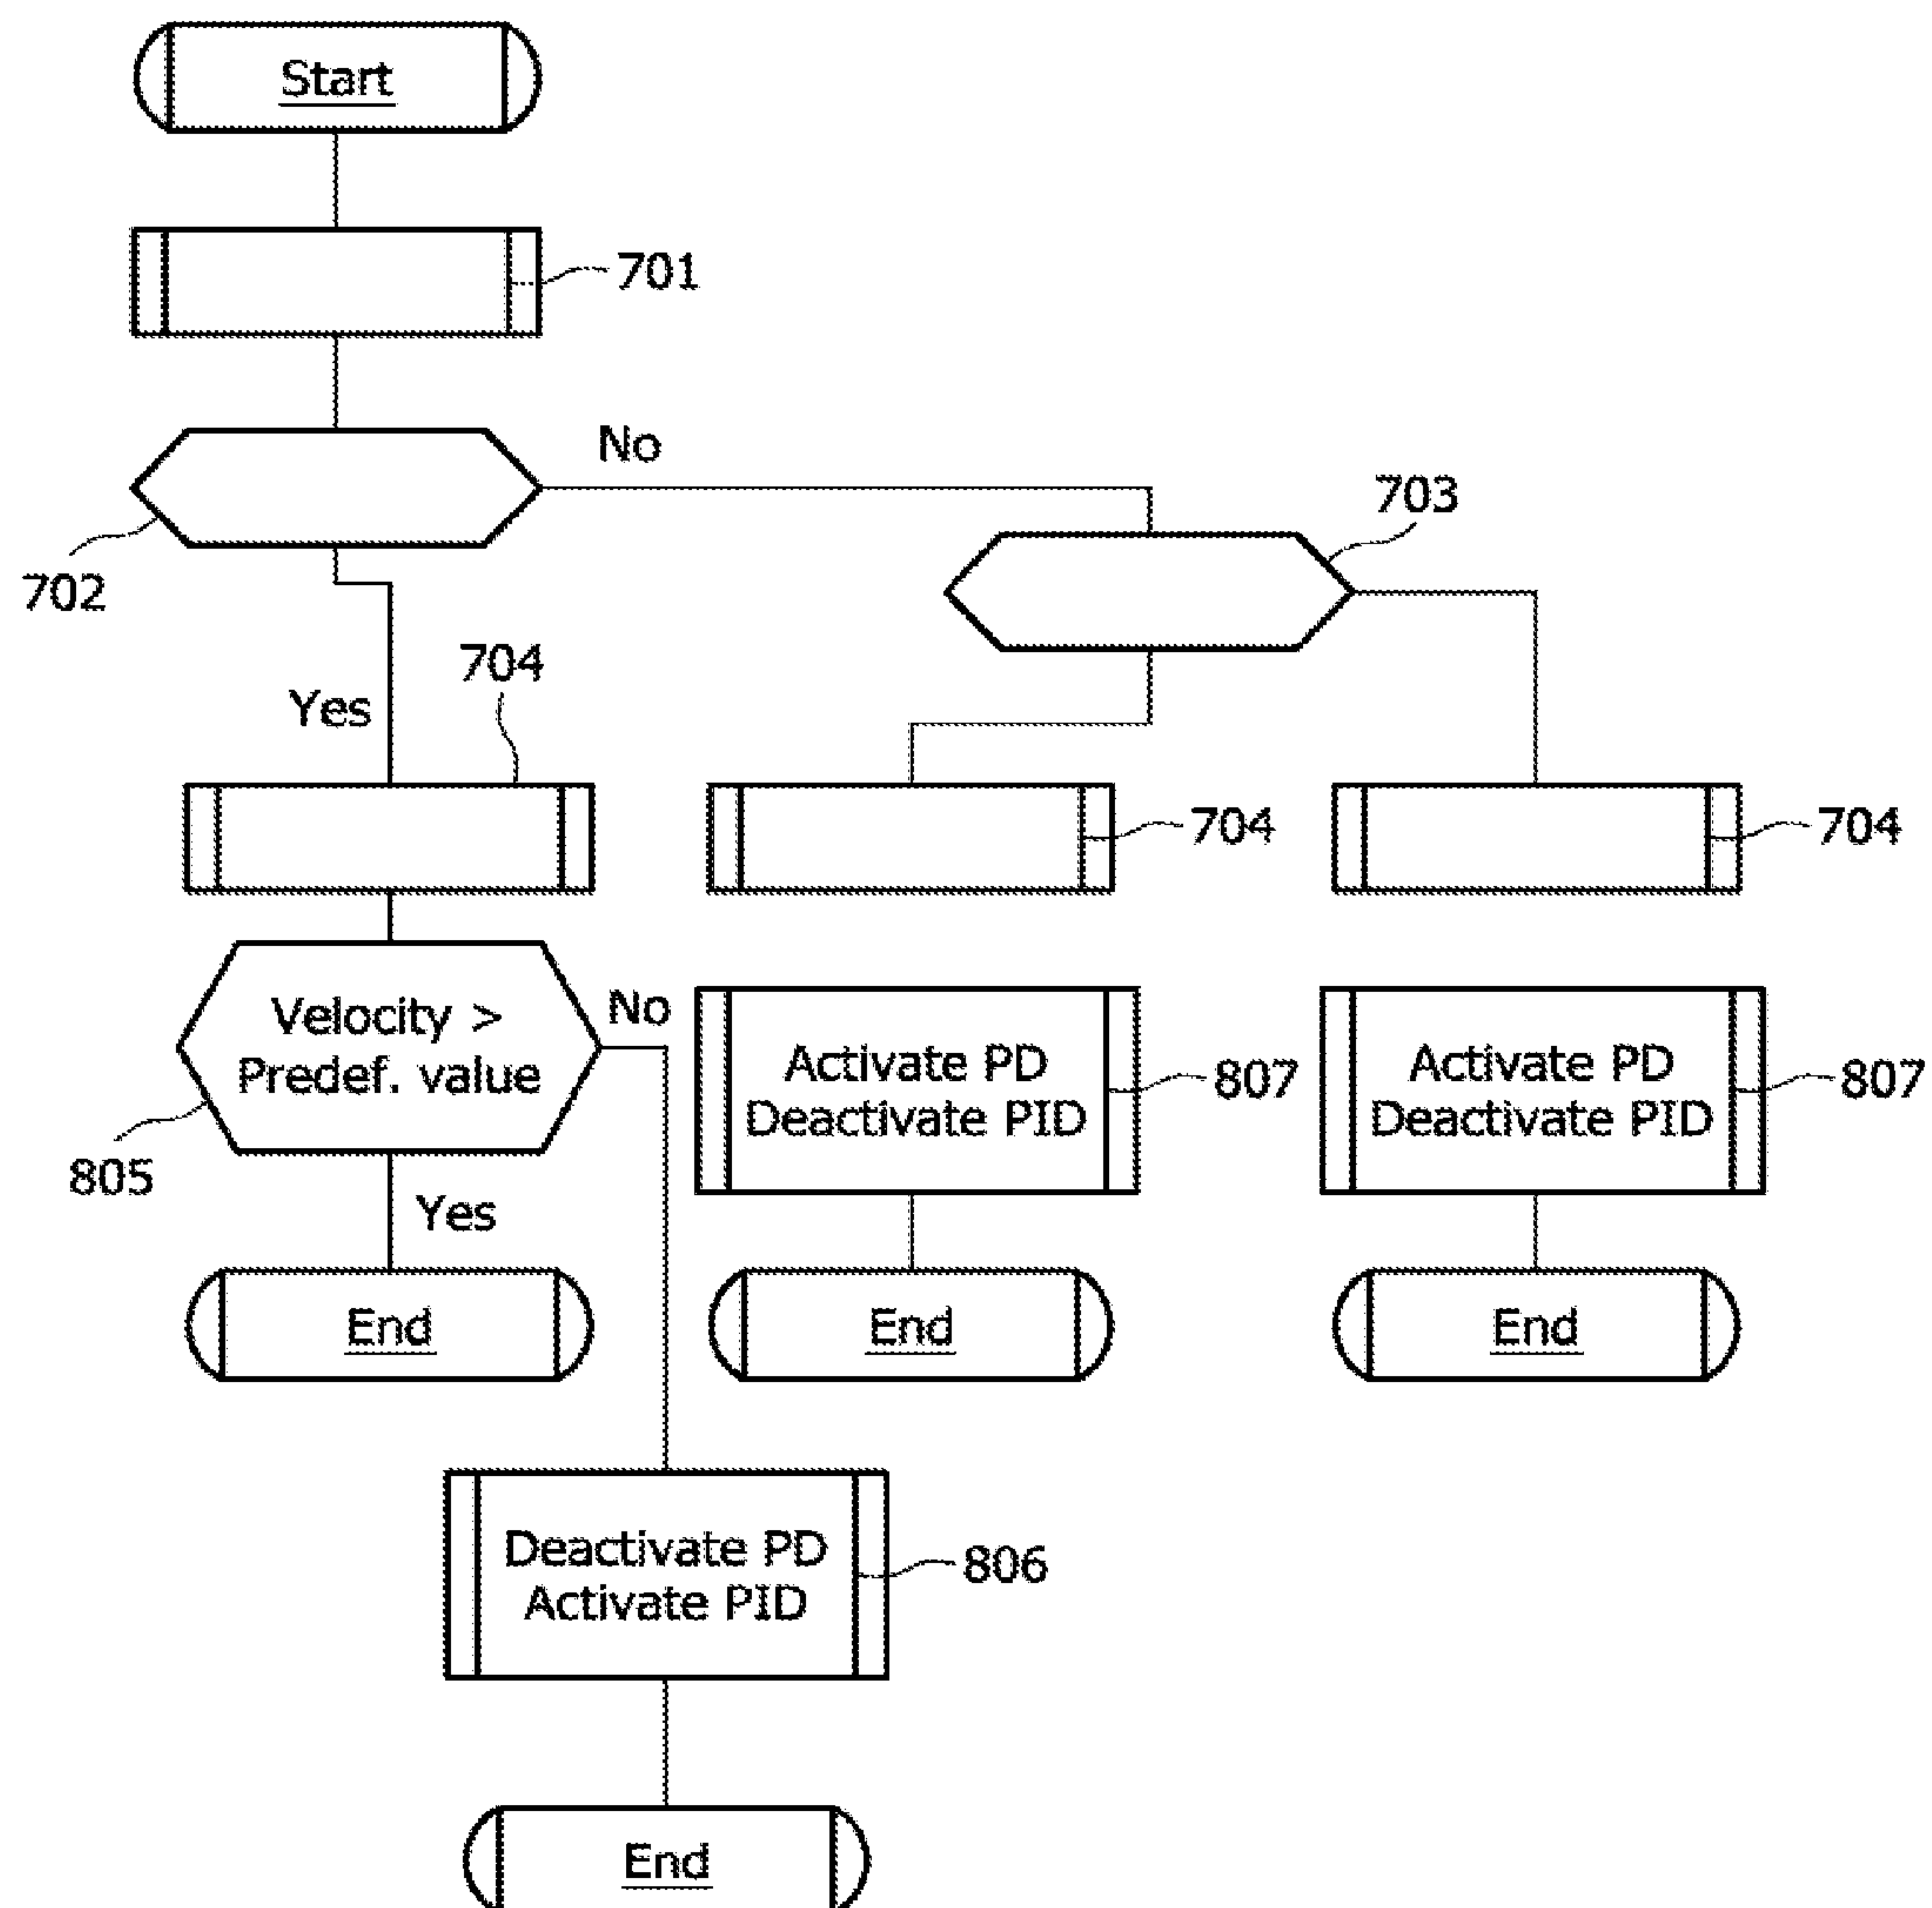 Start
701
No
703
702
704
Yes
704
704
Velocity >
Predef. value
No
Activate PD
Deactivate PID
807
Activate PD
Deactivate PID
807
805
Yes
End
End
End
Deactivate PD
Activate PID
806
End